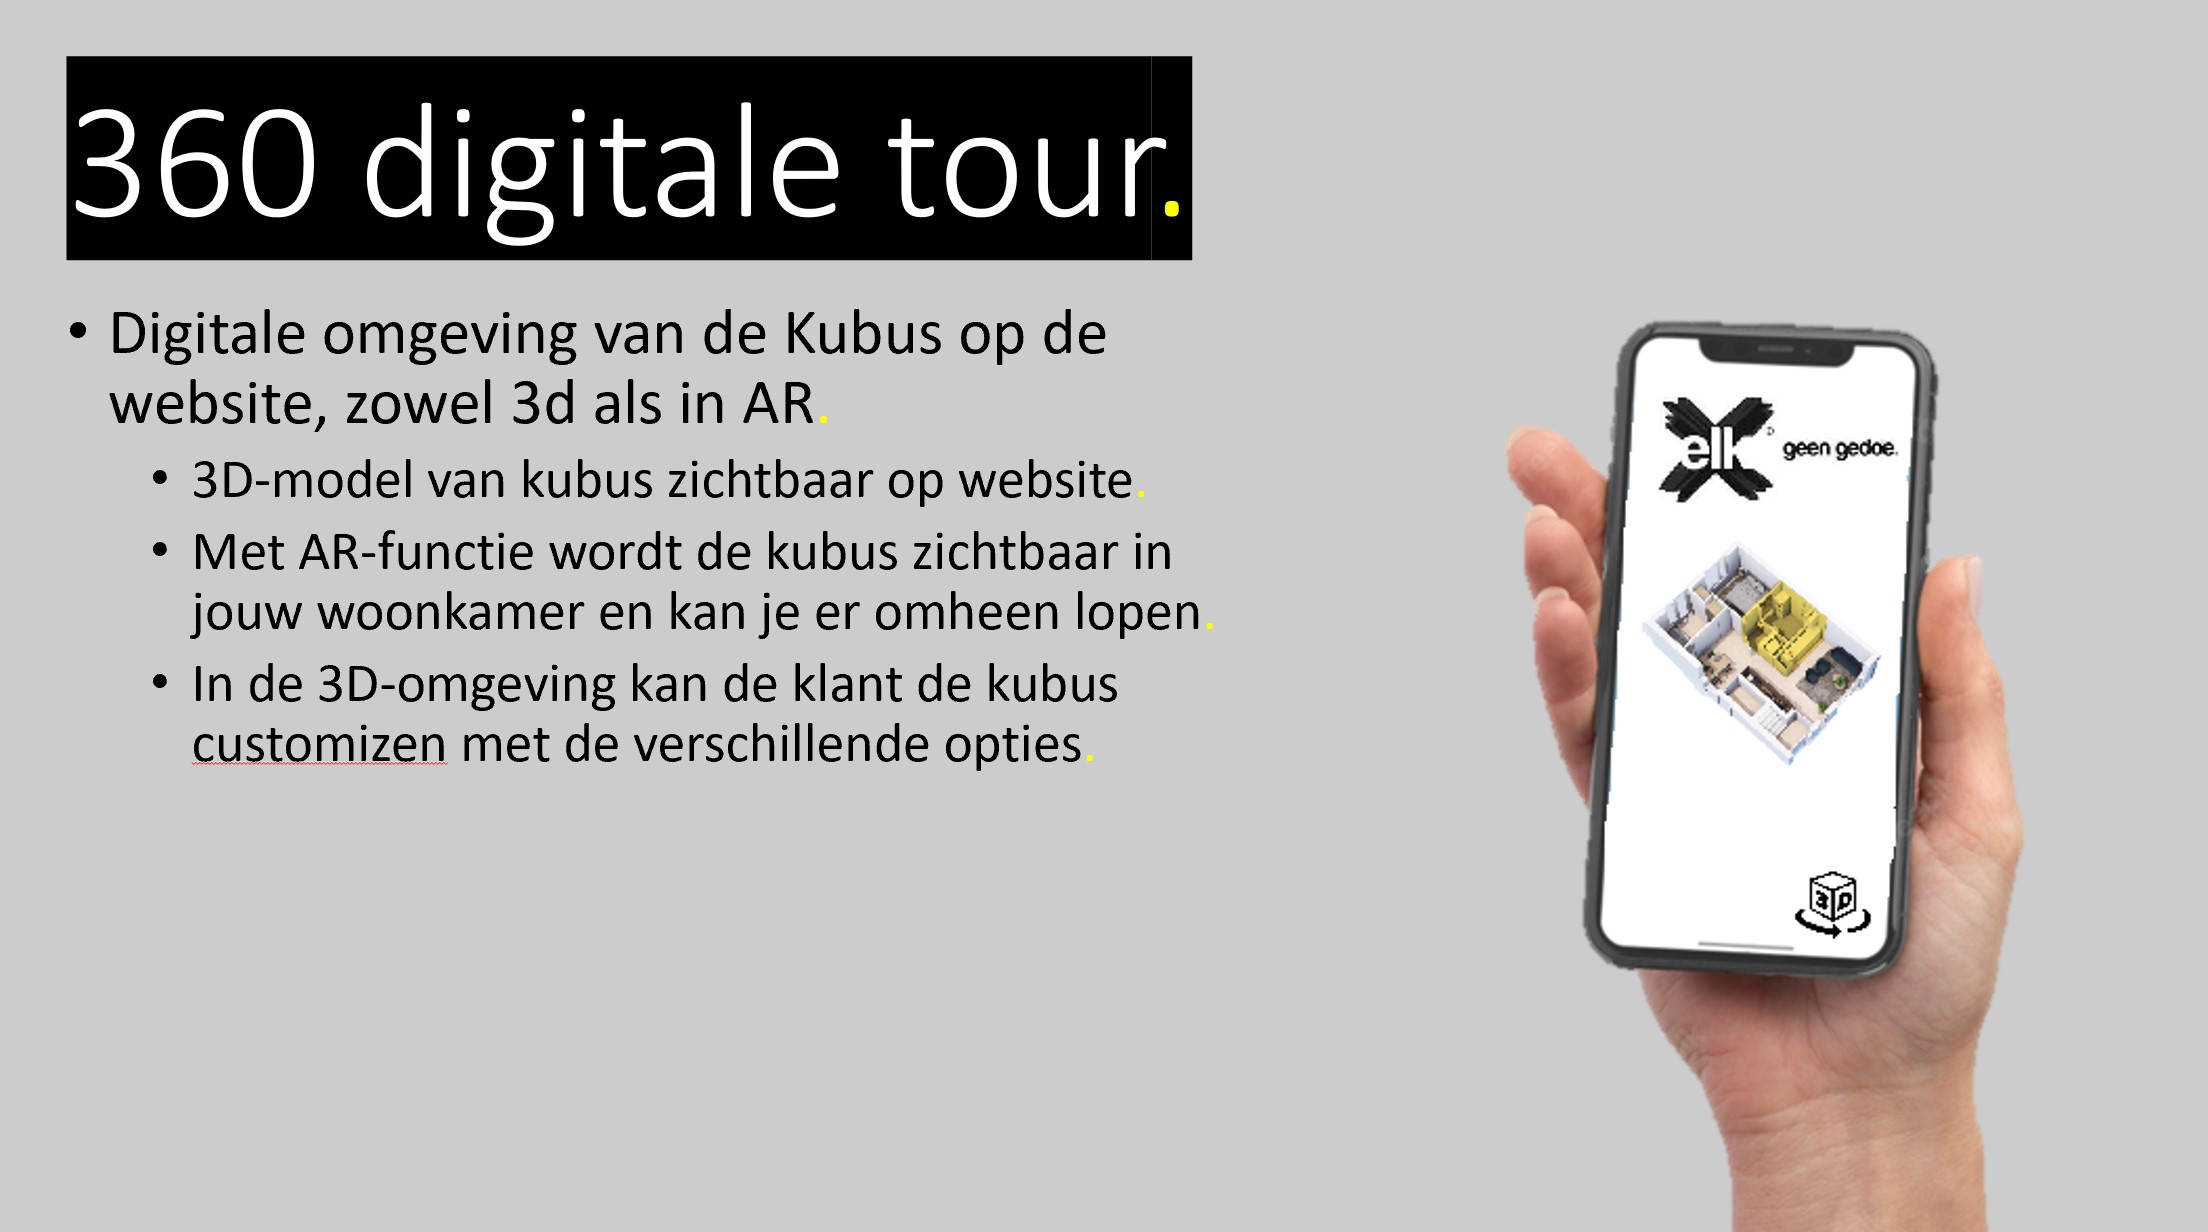 360 digitale tour.
• Digitale omgeving van de Kubus op de
website, zowel 3d als in AR.
• 3D-model van kubus zichtbaar op website.
• Met AR-functie wordt de kubus zichtbaar in
jouw woonkamer en kan je er omheen lopen.
• In de 3D-omgeving kan de klant de kubus
customizen met de verschillende opties.
elk
geen gedoe.
3D